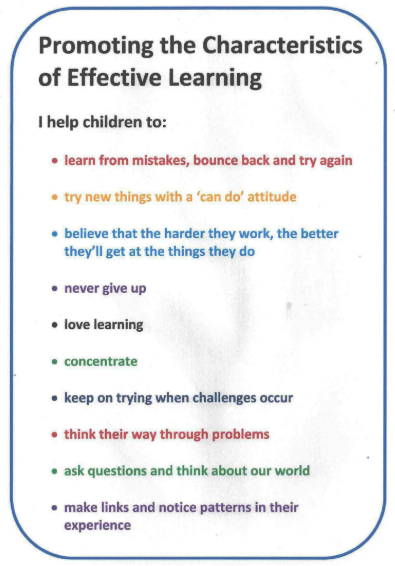 Promoting the Characteristics
of Effective Learning
I help children to:
• learn from mistakes, bounce back and try again
• try new things with a ‘can do’ attitude
• believe that the harder they work, the better
they’ll get at the things they do
• never give up
• love learning
• concentrate
• keep on trying when challenges occur
• think their way through problems
• ask questions and think about our world
• make links and notice patterns in their
experience